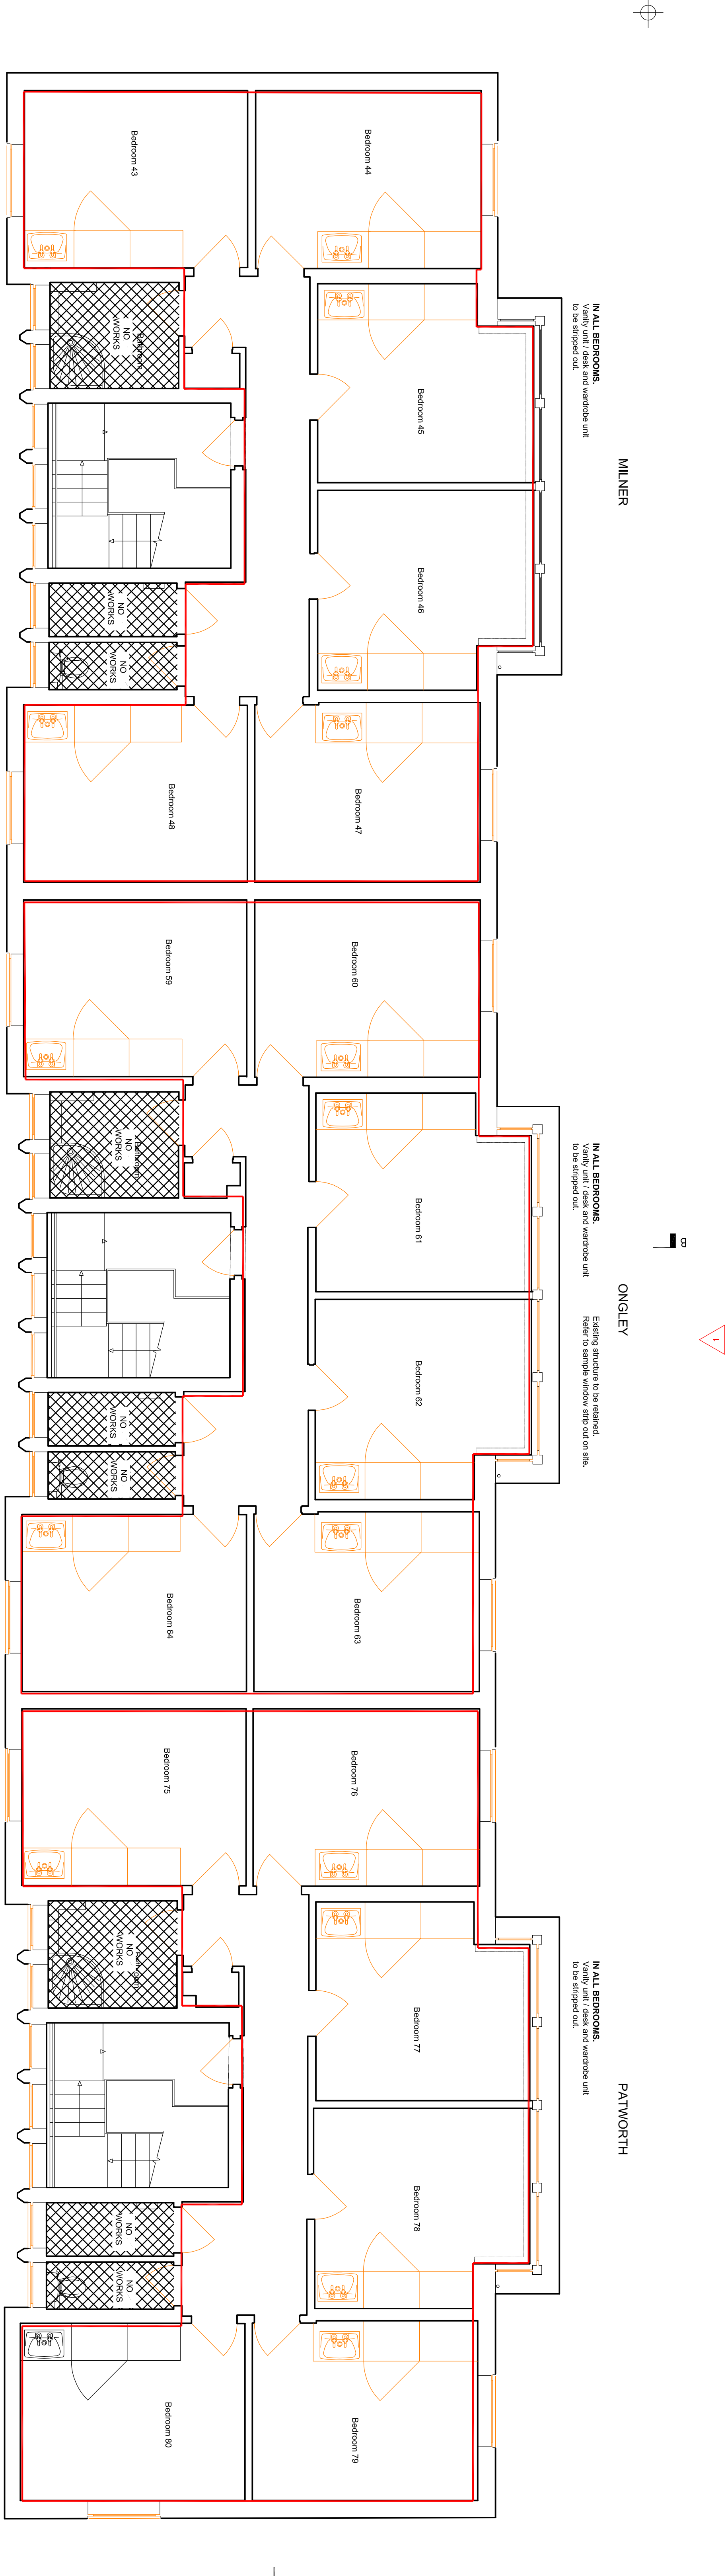 MILNER
IN ALL BEDROOMS.
Vanity unit / desk and wardrobe unit
to be stripped out.
Bedroom 44
Bedroom 43
Bedroom 45
Bedroom 46
Bedroom 47
Bedroom 48
Bathroom
NO
WORKS
NO
WORKS
NO
WORKS
B
1
ONGLEY
IN ALL BEDROOMS.
Vanity unit / desk and wardrobe unit
to be stripped out.
Existing structure to be retained.
Refer to sample window strip out on site.
Bedroom 60
Bedroom 59
Bedroom 61
Bedroom 62
Bedroom 63
Bedroom 64
Bathroom
NO
WORKS
NO
WORKS
NO
WORKS
PATWORTH
IN ALL BEDROOMS.
Vanity unit / desk and wardrobe unit
to be stripped out.
Bedroom 76
Bedroom 75
Bedroom 77
Bedroom 78
Bedroom 79
Bedroom 80
Bathroom
NO
WORKS
NO
WORKS
NO
WORKS